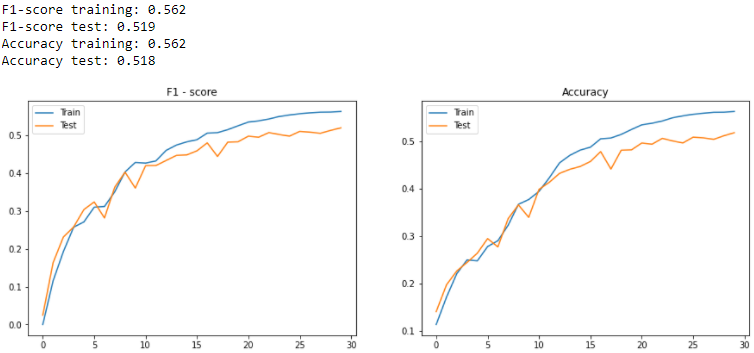 F1-score training: 0.562
F1-score test: 0.519
Accuracy training: 0.562
Accuracy test: 0.518
F1 - score
Train
Test
0.5
0.4
0.3
0.2
0.1
0.0
0 5 10 15 20 25 30
Accuracy
Train
Test
0.5
0.4
0.3
0.2
0.1
0 5 10 15 20 25 30